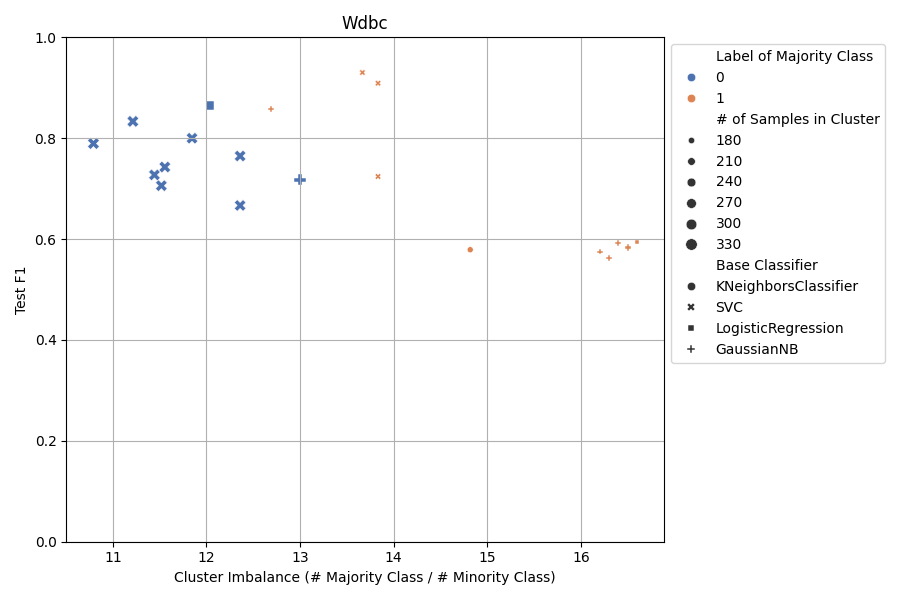 Wdbc
1.0
0.8
0.6
0.4
0.2
0.0
Test F1
11 12 13 14 15 16
Cluster Imbalance (# Majority Class / # Minority Class)
Label of Majority Class
0
1
# of Samples in Cluster
180
210
240
270
300
330
Base Classifier
KNeighborsClassifier
SVC
LogisticRegression
GaussianNB